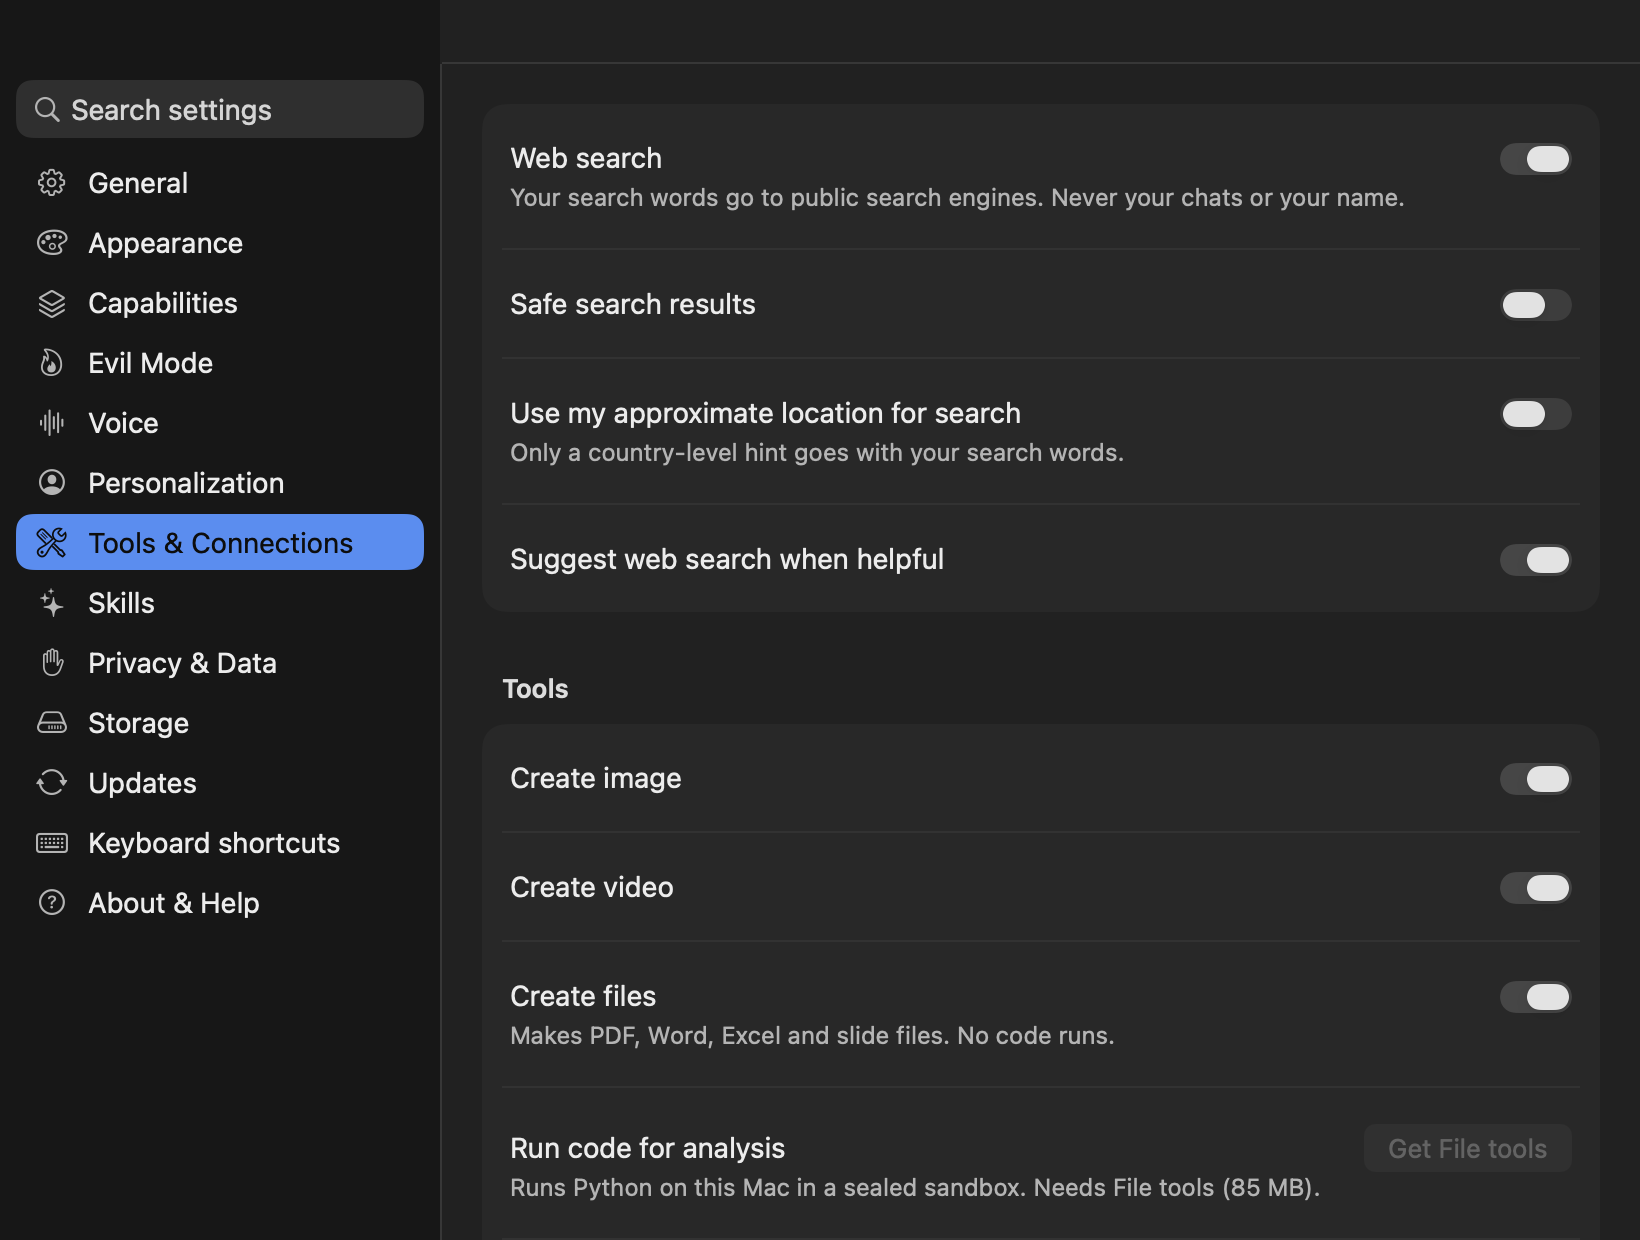 Search settings
General
Appearance
Capabilities
Evil Mode
Voice
Personalization
Tools & Connections
Skills
Privacy & Data
Storage
Updates
Keyboard shortcuts
About & Help
Web search
Your search words go to public search engines. Never your chats or your name.
Safe search results
Use my approximate location for search
Only a country-level hint goes with your search words.
Suggest web search when helpful
Tools
Create image
Create video
Create files
Makes PDF, Word, Excel and slide files. No code runs.
Run code for analysis
Get File tools
Runs Python on this Mac in a sealed sandbox. Needs File tools (85 MB).